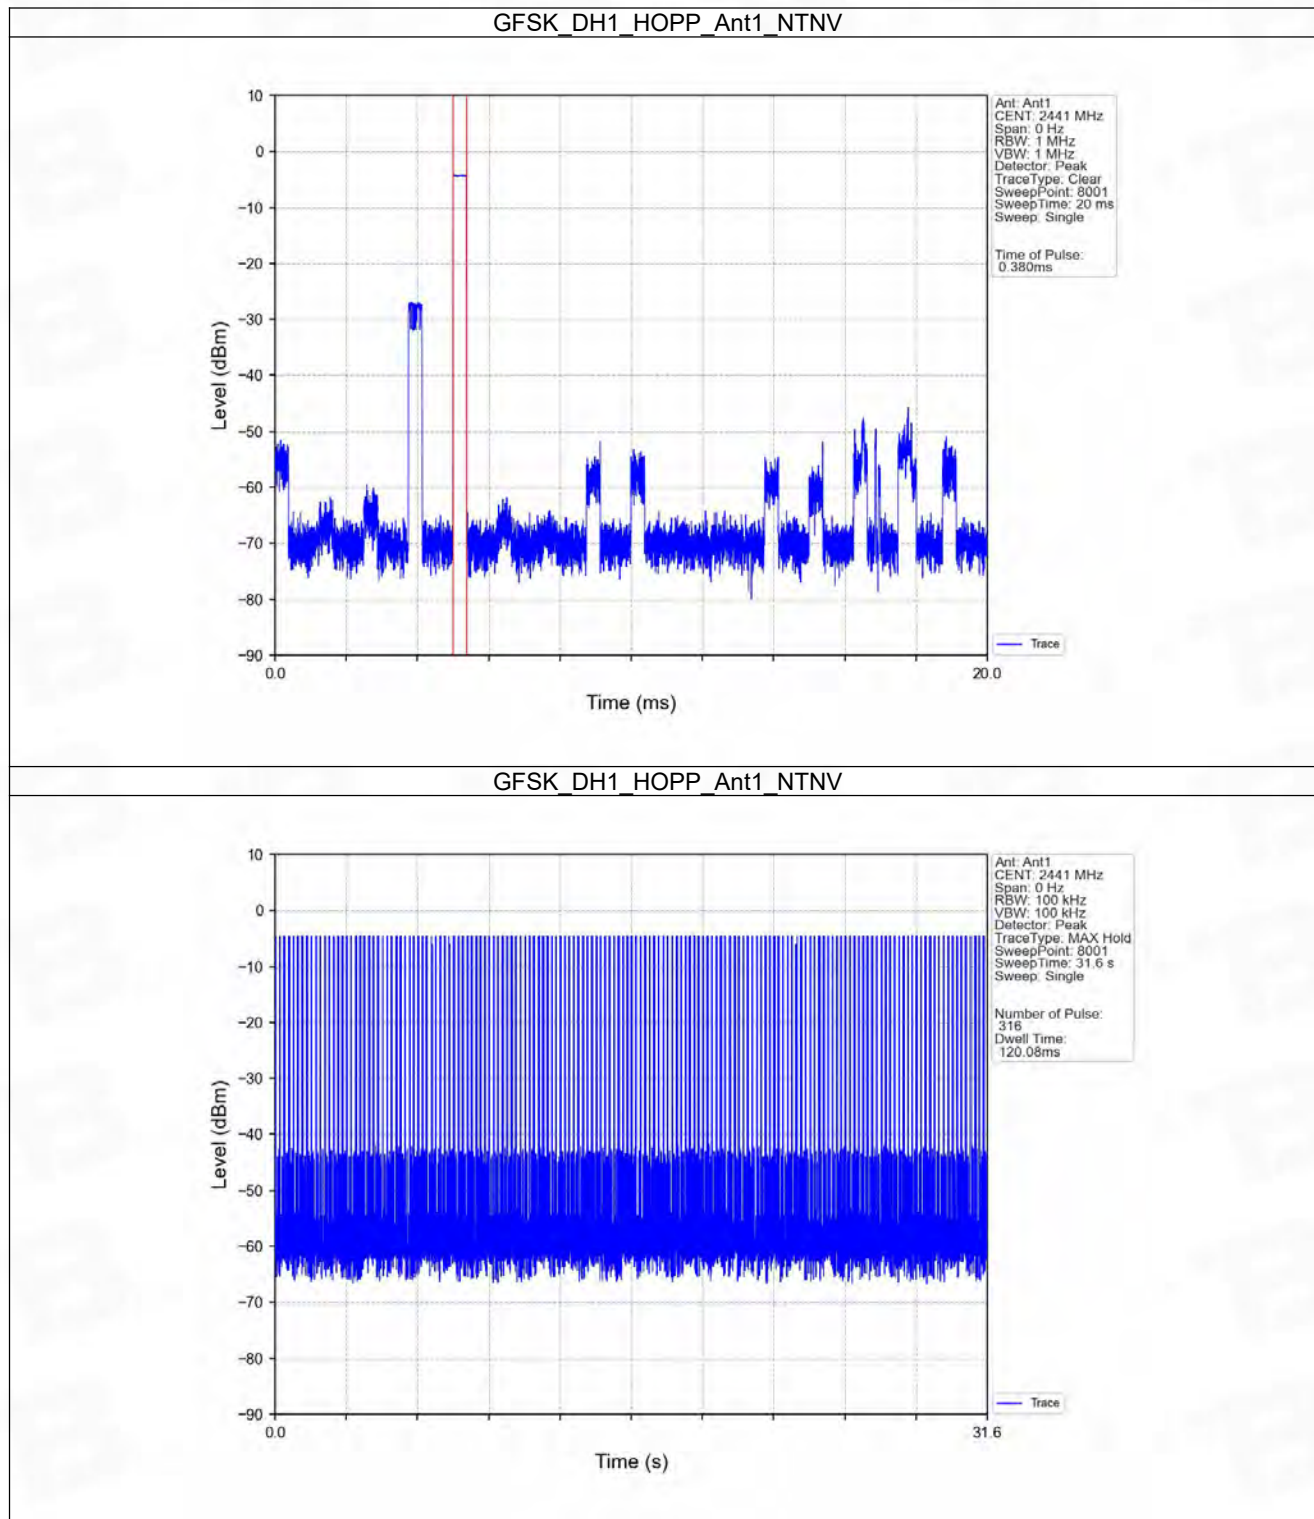 GFSK_DH1_HOPP_Ant1_NTNV
10
0
−10
−20
−30
−40
−50
−60
−70
−80
−90
Level (dBm)
0.0
20.0
Time (ms)
Ant: Ant1
CENT: 2441 MHz
Span: 0 Hz
RBW: 1 MHz
VBW: 1 MHz
Detector: Peak
TraceType: Clear
SweepPoint: 8001
SweepTime: 20 ms
Sweep: Single
Time of Pulse:
0.380ms
Trace
GFSK_DH1_HOPP_Ant1_NTNV
10
0
−10
−20
−30
−40
−50
−60
−70
−80
−90
Level (dBm)
0.0
31.6
Time (s)
Ant: Ant1
CENT: 2441 MHz
Span: 0 Hz
RBW: 100 kHz
VBW: 100 kHz
Detector: Peak
TraceType: MAX Hold
SweepPoint: 8001
SweepTime: 31.6 s
Sweep: Single
Number of Pulse:
316
Dwell Time:
120.08ms
Trace